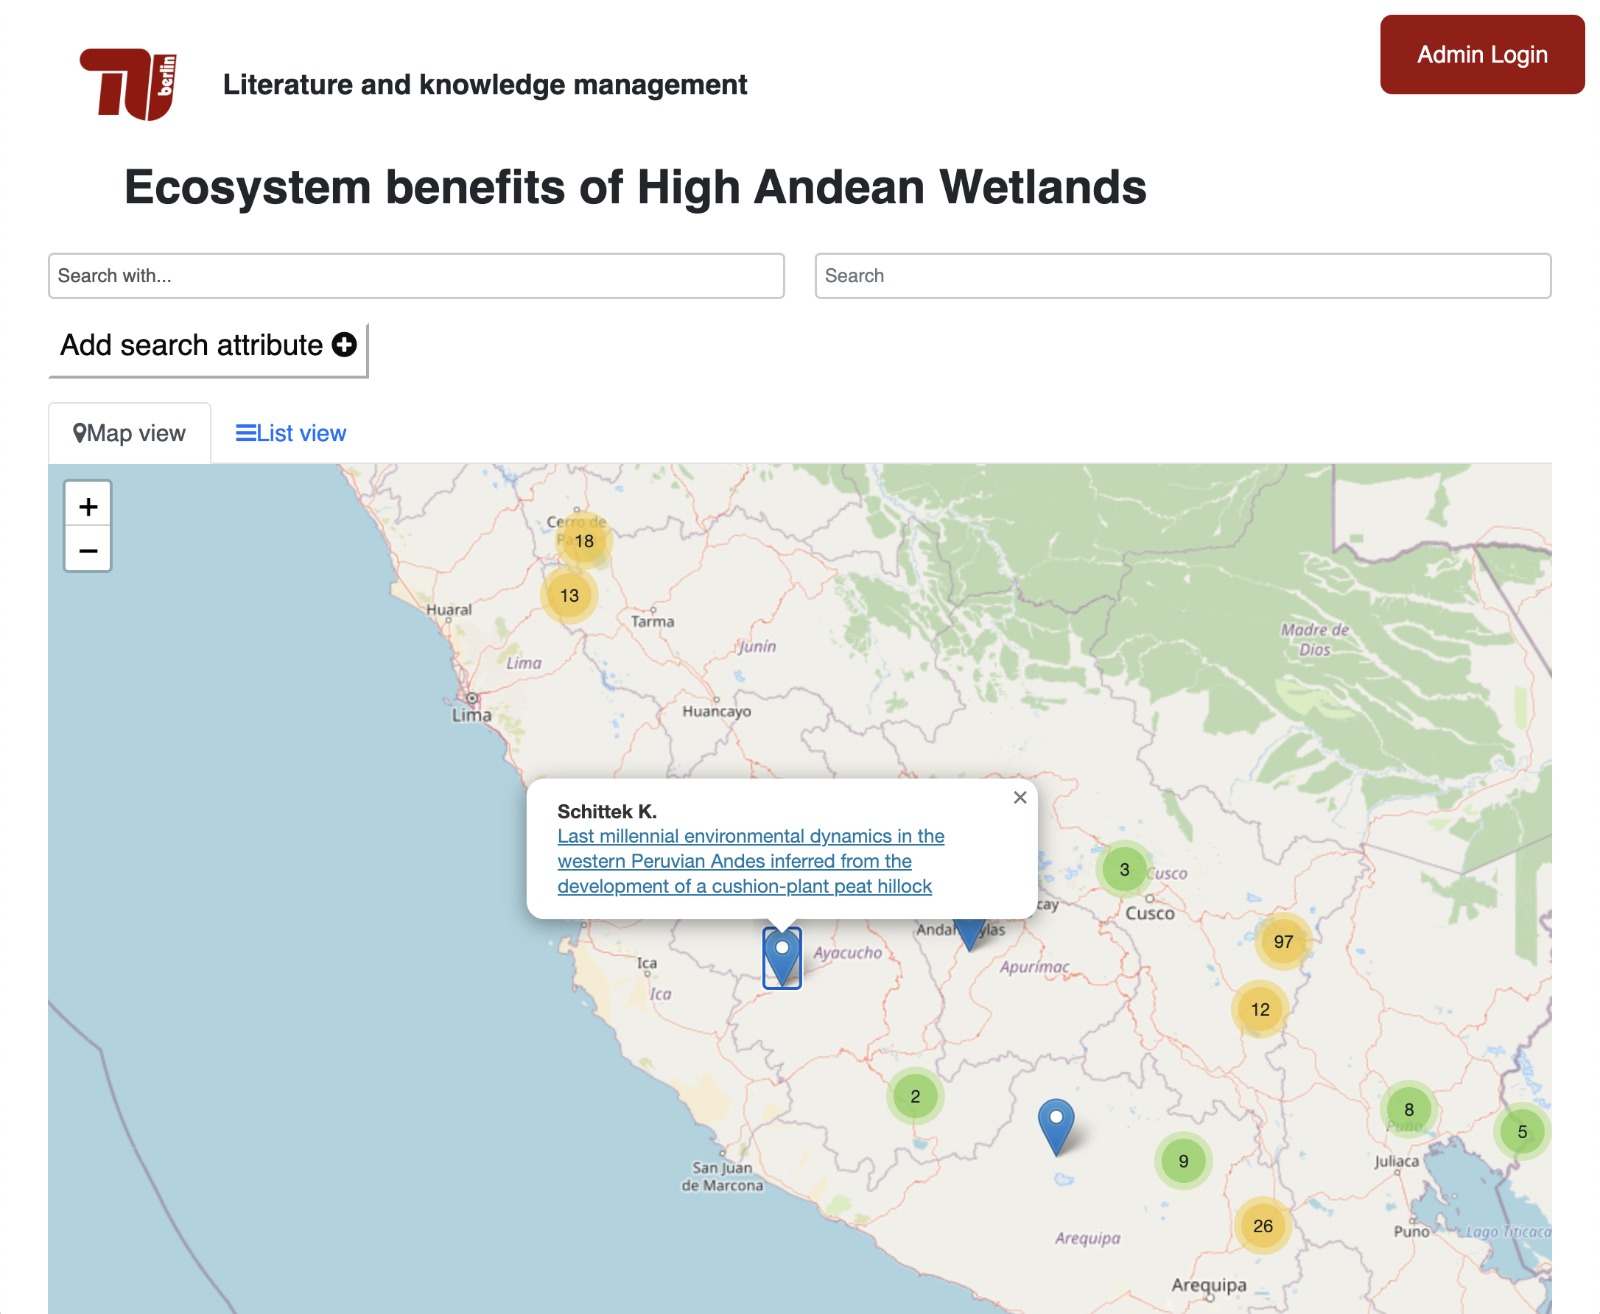 berlin
Literature and knowledge management
Admin Login
Ecosystem benefits of High Andean Wetlands
Search with...
Search
Add search attribute
Map view
List view
+
−
Cerro de
18
13
Huaral
Tarma
Madre de
Dios
Junín
Lima
Huancayo
Lima
×
Schittek K.
Last millennial environmental dynamics in the
western Peruvian Andes inferred from the
development of a cushion-plant peat hillock
3
Cusco
Cusco
97
Ayacucho
Apurímac
Ica
Ica
12
2
8
Puno
5
9
Juliaca
San Juan
de Marcona
26
Puno
Lago Titicaca
Arequipa
Arequipa